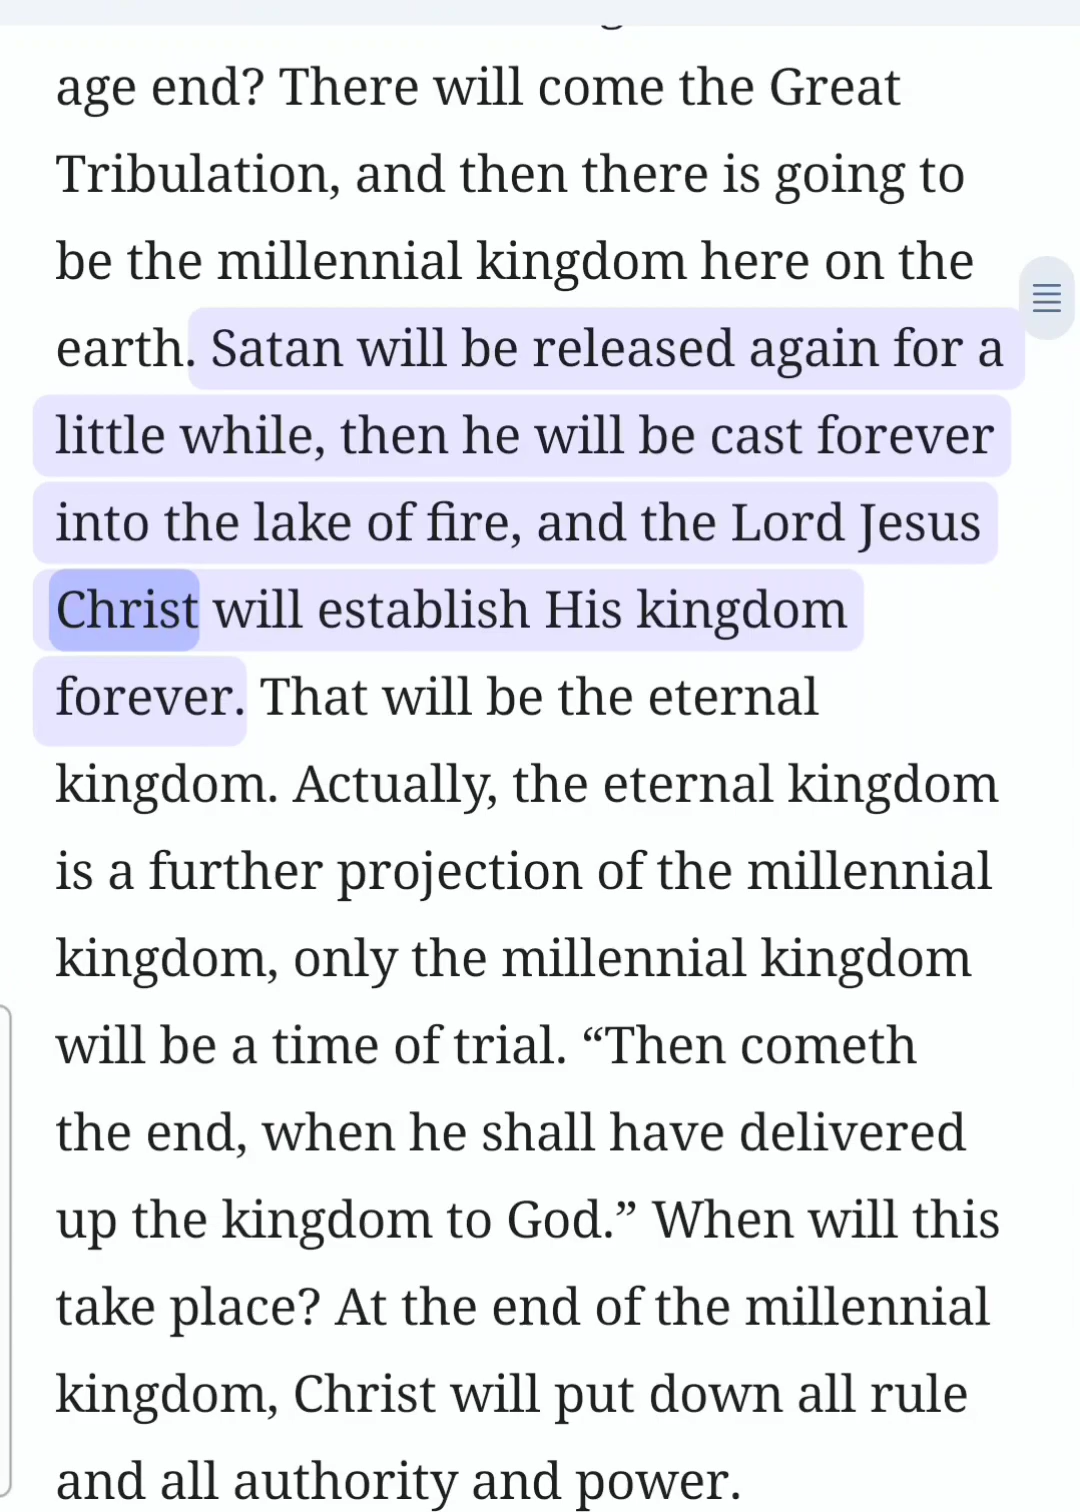 age end? There will come the Great
Tribulation, and then there is going to
be the millennial kingdom here on the
earth. Satan will be released again for a
little while, then he will be cast forever
into the lake of fire, and the Lord Jesus
Christ will establish His kingdom
forever. That will be the eternal
kingdom. Actually, the eternal kingdom
is a further projection of the millennial
kingdom, only the millennial kingdom
will be a time of trial. “Then cometh
the end, when he shall have delivered
up the kingdom to God.” When will this
take place? At the end of the millennial
kingdom, Christ will put down all rule
and all authority and power.